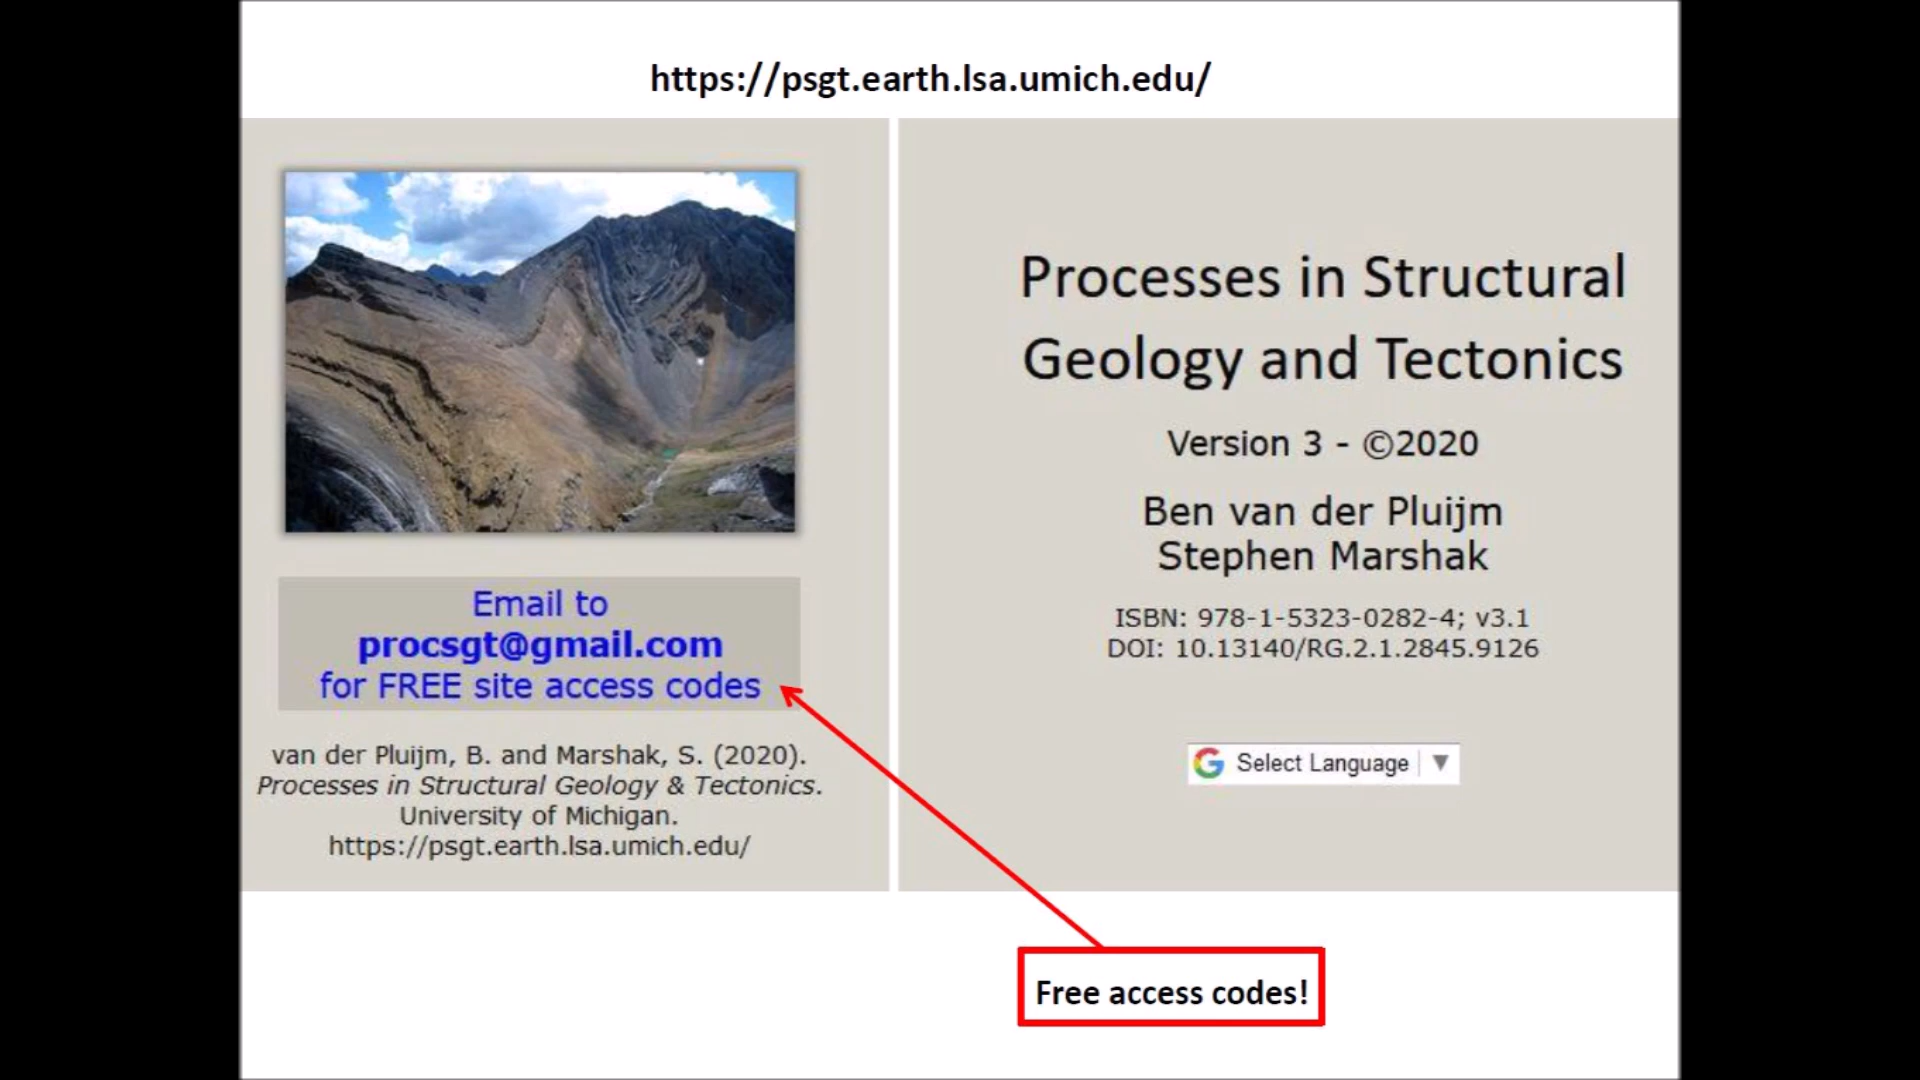 https://psgt.earth.lsa.umich.edu/
Email to
procsgt@gmail.com
for FREE site access codes
van der Pluijm, B. and Marshak, S. (2020).
Processes in Structural Geology & Tectonics.
University of Michigan.
https://psgt.earth.lsa.umich.edu/
Processes in Structural
Geology and Tectonics
Version 3 - ©2020
Ben van der Pluijm
Stephen Marshak
ISBN: 978-1-5323-0282-4; v3.1
DOI: 10.13140/RG.2.1.2845.9126
G Select Language ▼
Free access codes!